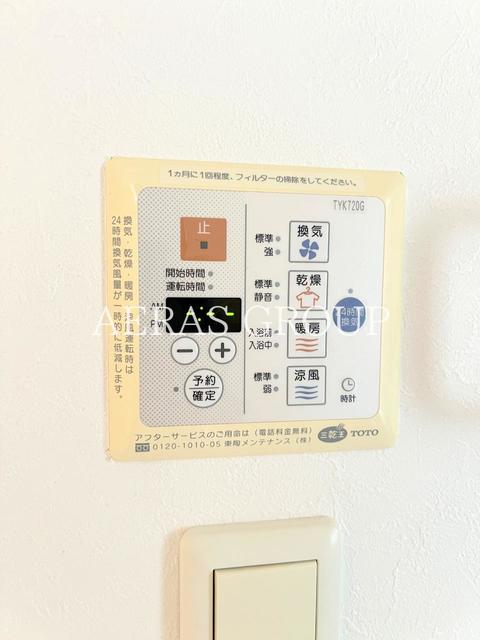 1ヵ月に1回程度、フィルターの掃除をしてください。
TYK720G
換気・乾燥・暖房・涼風運転時は
24時間換気風量が一時的に低減します。
止
開始時間
運転時間
AM
PM
予約
確定
標準
強
換気
標準
静音
乾燥
入浴前
入浴中
暖房
標準
弱
涼風
24時間
換気
時計
AERAS GROUP
アフターサービスのご用命は（電話料金無料）
0120-1010-05 東陶メンテナンス（株）
三乾王
TOTO